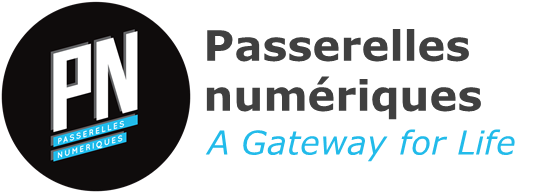 PN
PASSERELLES
NUMERIQUES
Passerelles
numériques
A Gateway for Life